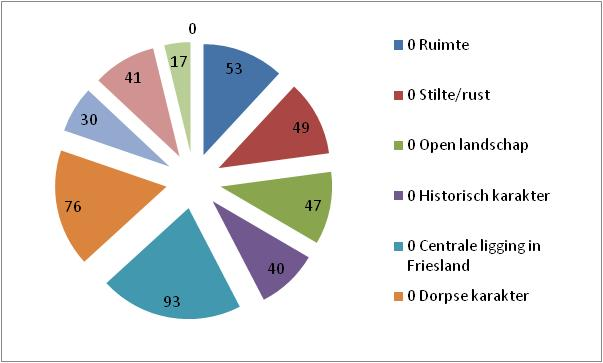 0
17
53
41
49
30
47
76
40
93
0 Ruimte
0 Stilte/rust
0 Open landschap
0 Historisch karakter
0 Centrale ligging in
Friesland
0 Dorpse karakter